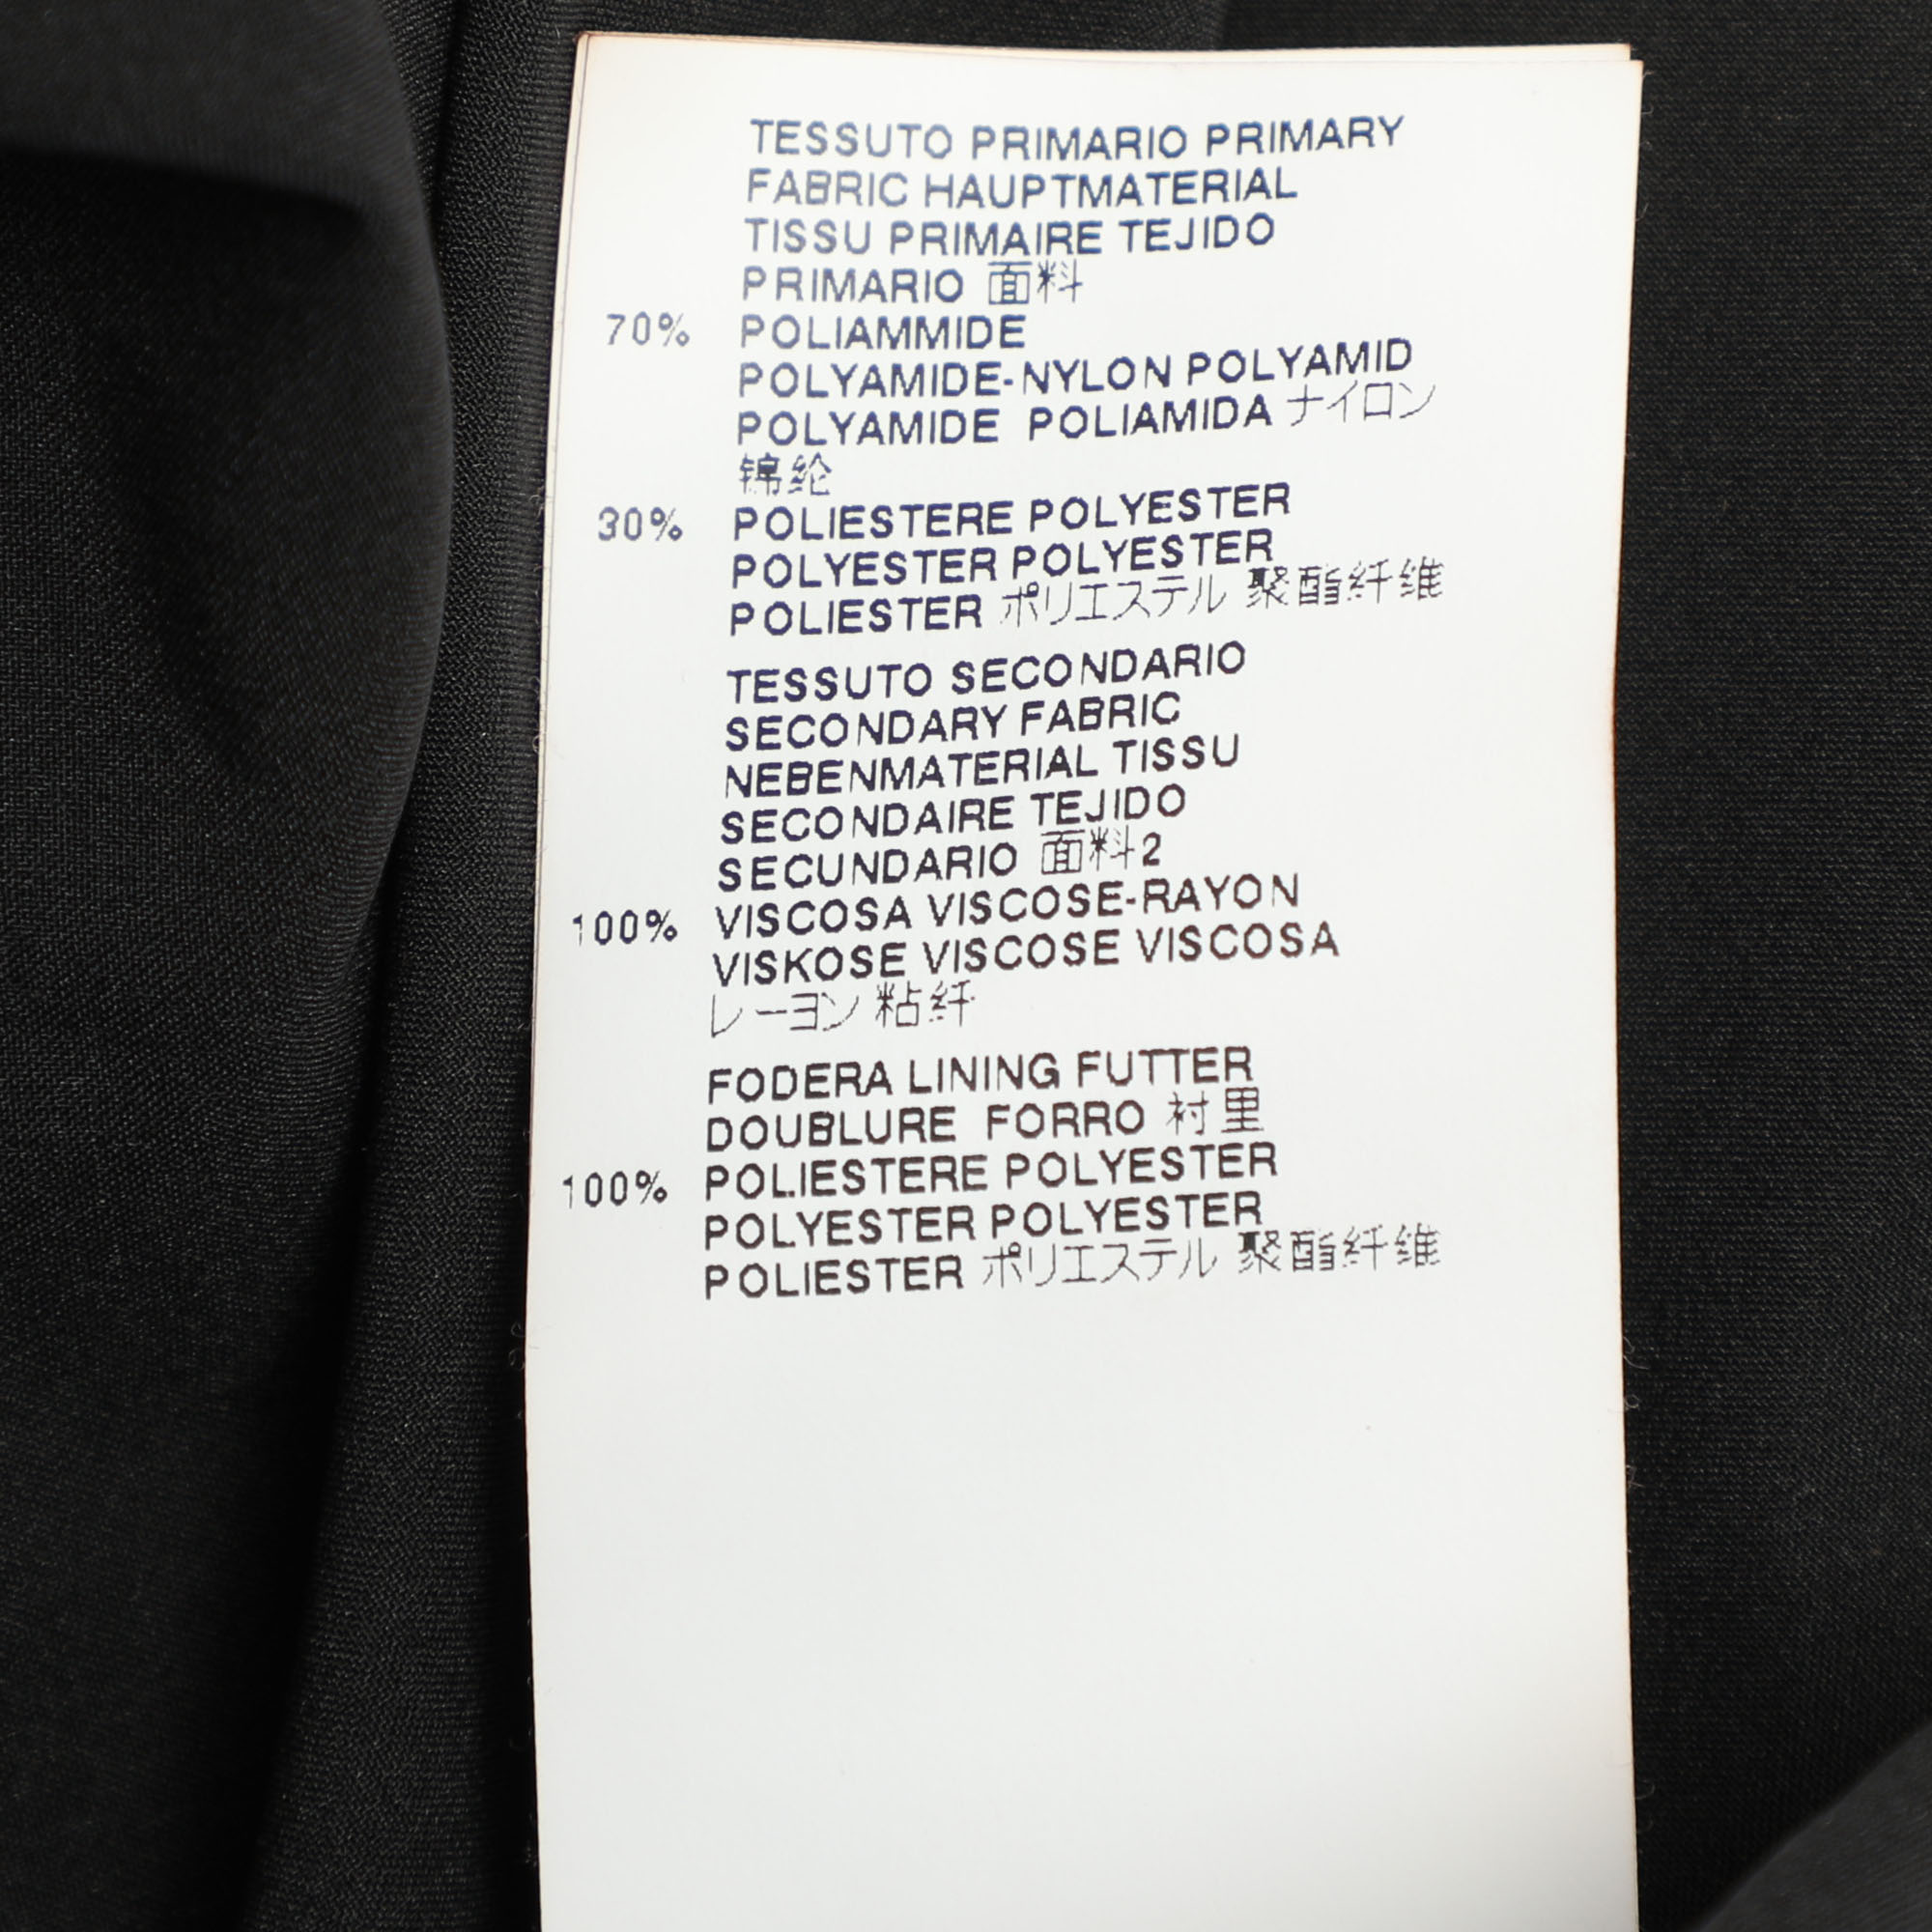 TESSUTO PRIMARIO PRIMARY
FABRIC HAUPTMATERIAL
TISSU PRIMAIRE TEJIDO
PRIMARIO 面料
70% POLIAMMIDE
POLYAMIDE-NYLON POLYAMID
POLYAMIDE POLIAMIDA ナイロン
锦纶
30% POLIESTERE POLYESTER
POLYESTER POLYESTER
POLIESTER ポリエステル 聚酯纤维
TESSUTO SECONDARIO
SECONDARY FABRIC
NEBENMATERIAL TISSU
SECONDAIRE TEJIDO
SECUNDARIO 面料2
100% VISCOSA VISCOSE-RAYON
VISKOSE VISCOSE VISCOSA
レーヨン 粘纤
FODERA LINING FUTTER
DOUBLURE FORRO 衬里
100% POLIESTERE POLYESTER
POLYESTER POLYESTER
POLIESTER ポリエステル 聚酯纤维